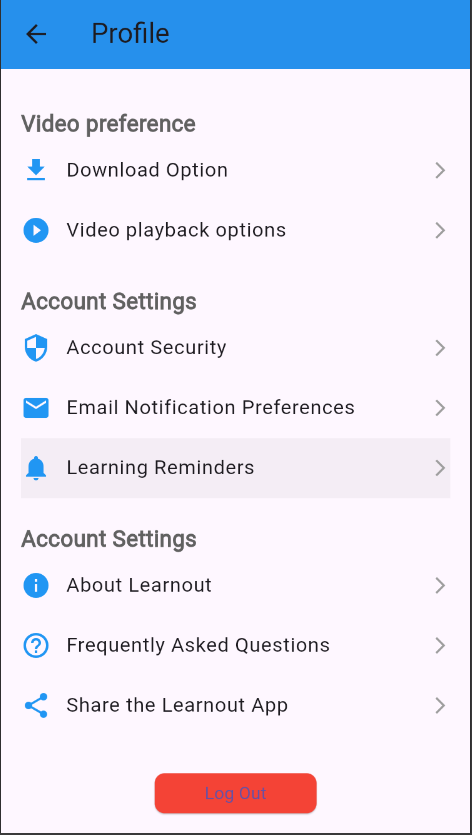 Profile
Video preference
Download Option
Video playback options
Account Settings
Account Security
Email Notification Preferences
Learning Reminders
Account Settings
About Learnout
Frequently Asked Questions
Share the Learnout App
Log Out